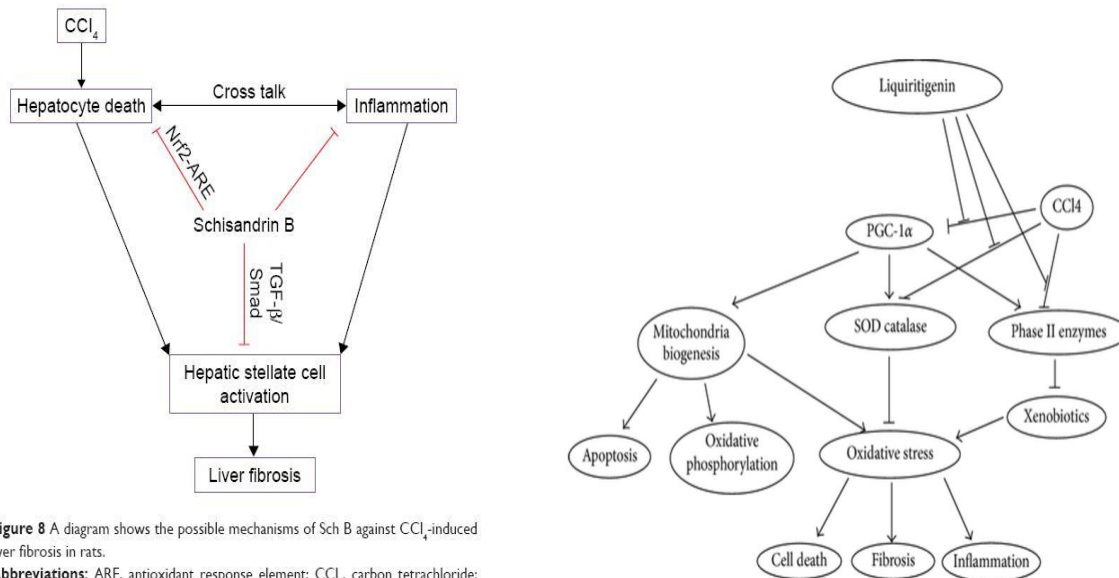 CCl4
Hepatocyte death
Cross talk
Inflammation
Nrf2-ARE
Schisandrin B
TGF-β/
Smad
Hepatic stellate cell
activation
Liver fibrosis
igure 8 A diagram shows the possible mechanisms of Sch B against CCl4-induced
ver fibrosis in rats.
bbreviations: ARE, antioxidant response element; CCl4, carbon tetrachloride;
Liquiritigenin
CCl4
PGC-1α
Mitochondria
biogenesis
SOD catalase
Phase II enzymes
Xenobiotics
Apoptosis
Oxidative
phosphorylation
Oxidative stress
Cell death
Fibrosis
Inflammation